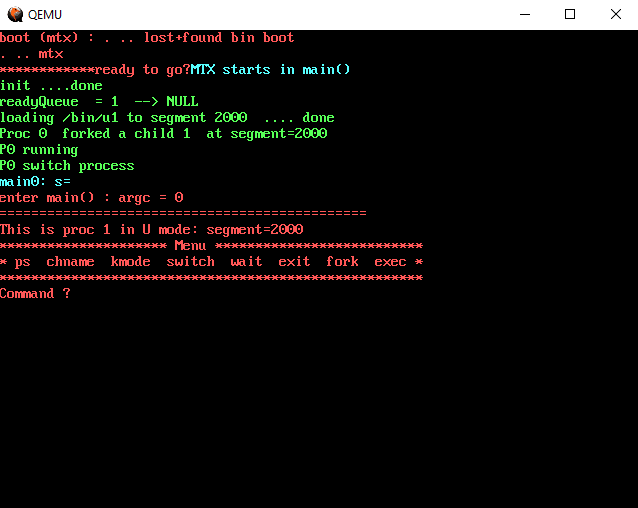 QEMU
boot (mtx) : . .. lost+found bin boot
. .. mtx
************ready to go?MTX starts in main()
init ....done
readyQueue  = 1  --> NULL
loading /bin/u1 to segment 2000  .... done
Proc 0  forked a child 1  at segment=2000
P0 running
P0 switch process
main0: s=
enter main() : argc = 0
==============================================
This is proc 1 in U mode: segment=2000
********************* Menu **************************
* ps  chname  kmode  switch  wait  exit  fork  exec *
*****************************************************
Command ?